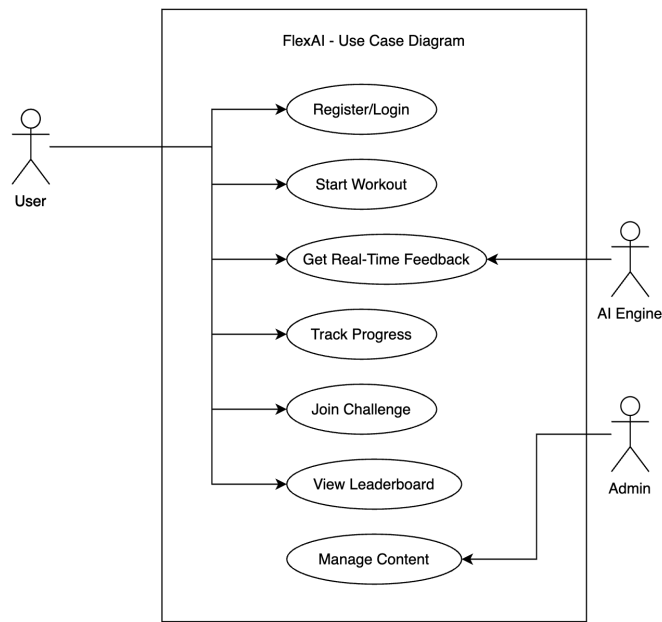 FlexAI - Use Case Diagram
Register/Login
User
Start Workout
Get Real-Time Feedback
AI Engine
Track Progress
Join Challenge
View Leaderboard
Admin
Manage Content